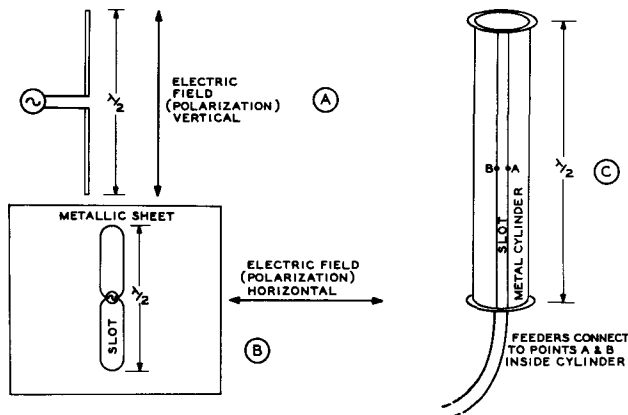 λ/2
ELECTRIC
FIELD
(POLARIZATION)
VERTICAL
A
METALLIC SHEET
SLOT
λ/2
ELECTRIC FIELD
(POLARIZATION)
HORIZONTAL
B
B A
SLOT
METAL CYLINDER
λ/2
C
FEEDERS CONNECT
TO POINTS A & B
INSIDE CYLINDER